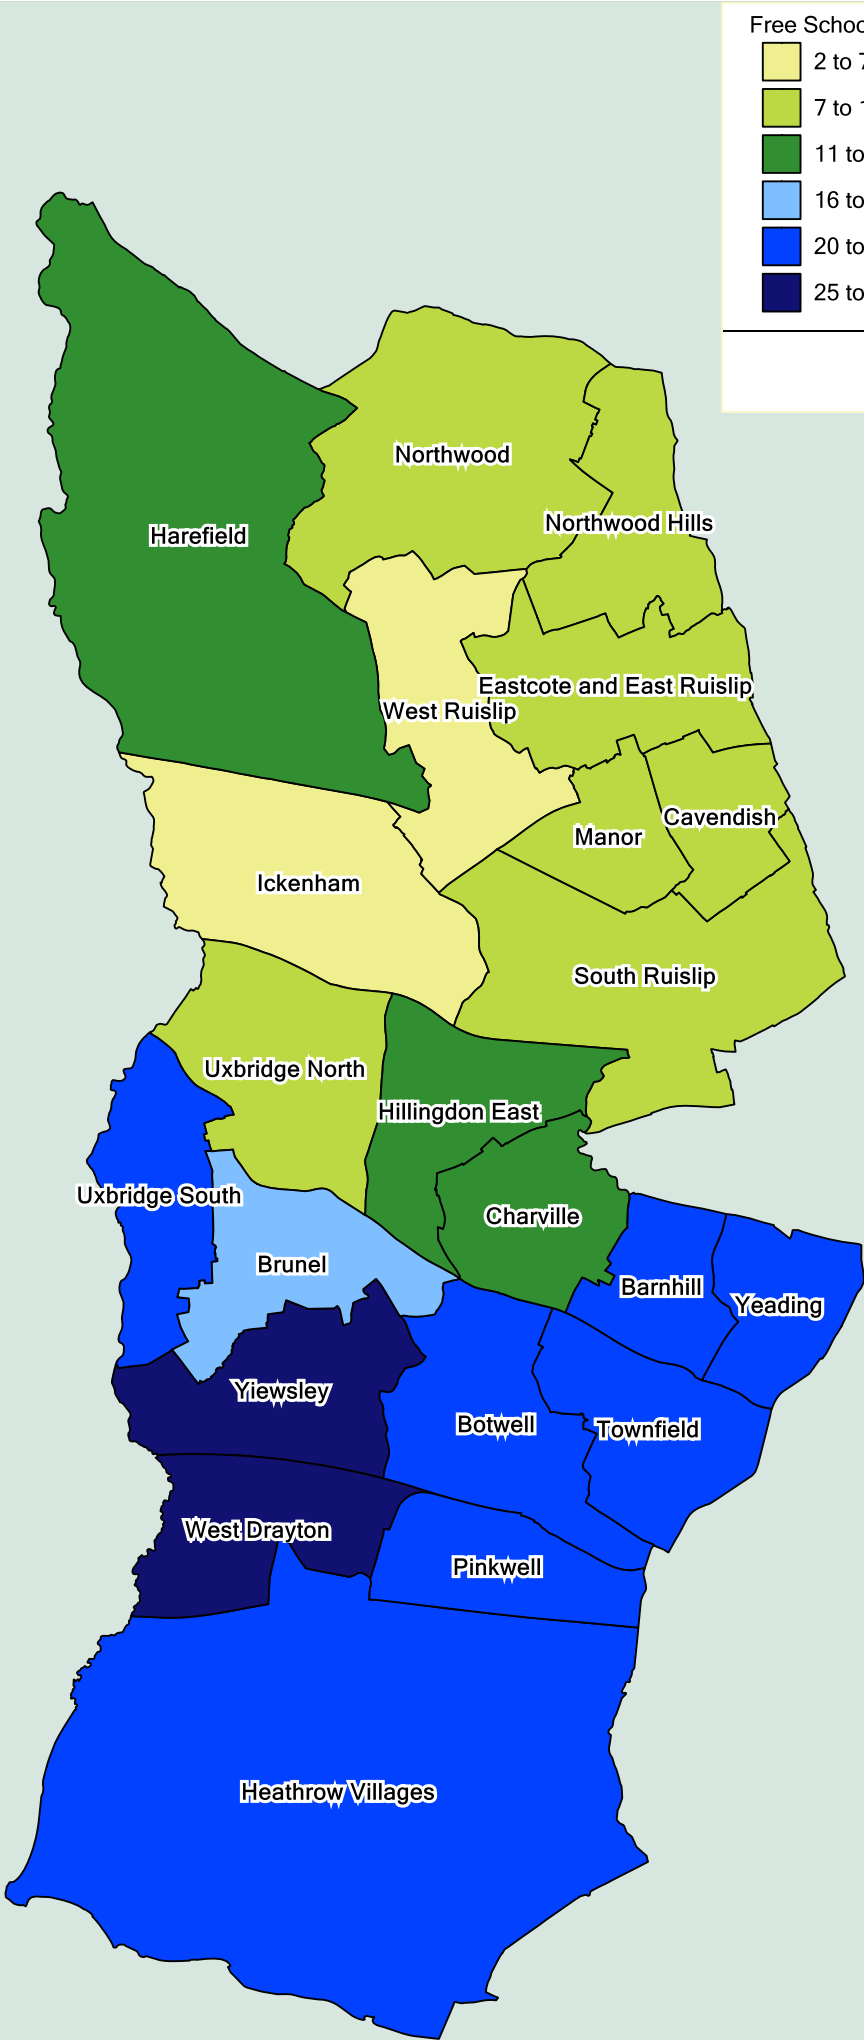 Free Schoo
2 to 7
7 to 1
11 to
16 to
20 to
25 to
Northwood
Northwood Hills
Harefield
Eastcote and East Ruislip
West Ruislip
Cavendish
Manor
Ickenham
South Ruislip
Uxbridge North
Hillingdon East
Uxbridge South
Charville
Brunel
Barnhill
Yeading
Yiewsley
Botwell
Townfield
West Drayton
Pinkwell
Heathrow Villages